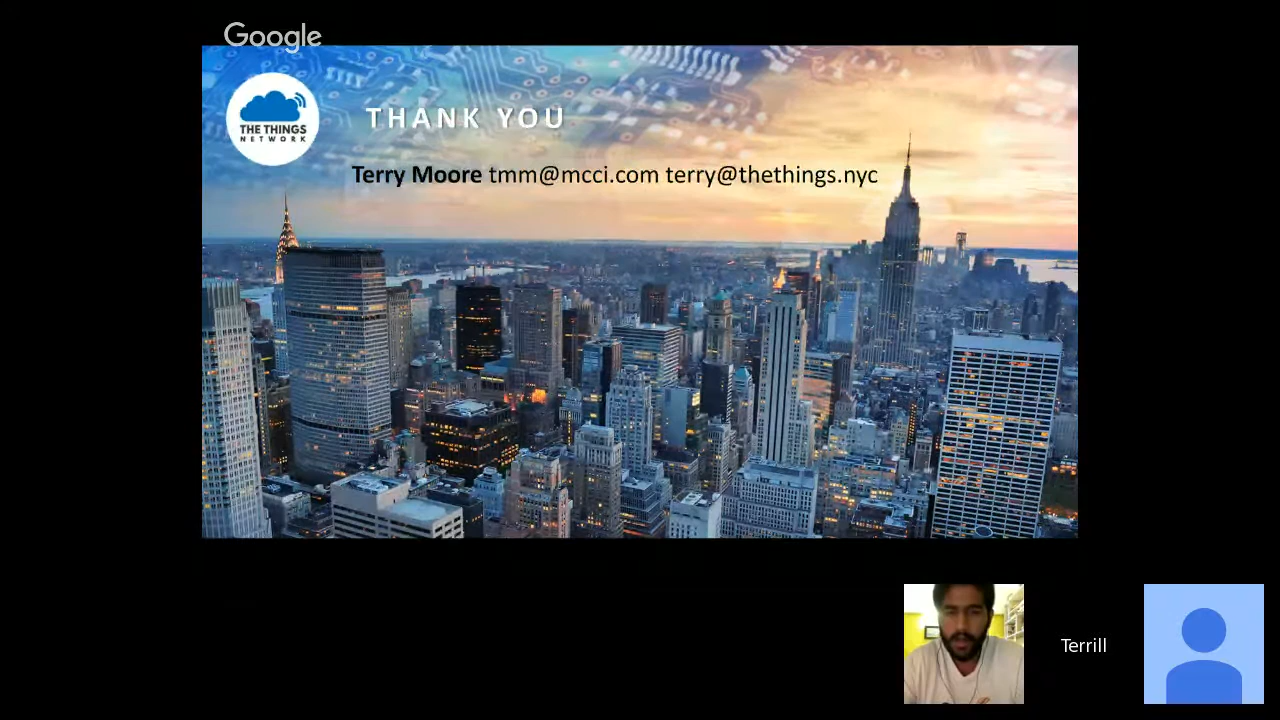 Google
THE THINGS
NETWORK
THANK YOU
Terry Moore tmm@mcci.com terry@thethings.nyc
Terrill